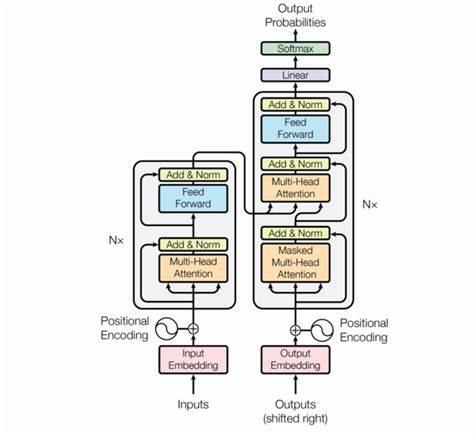 Output
Probabilities
Softmax
Linear
Add & Norm
Feed
Forward
Add & Norm
Multi-Head
Attention
Add & Norm
Masked
Multi-Head
Attention
Nx
Add & Norm
Feed
Forward
Add & Norm
Multi-Head
Attention
Nx
Positional
Encoding
Positional
Encoding
Input
Embedding
Output
Embedding
Inputs
Outputs
(shifted right)